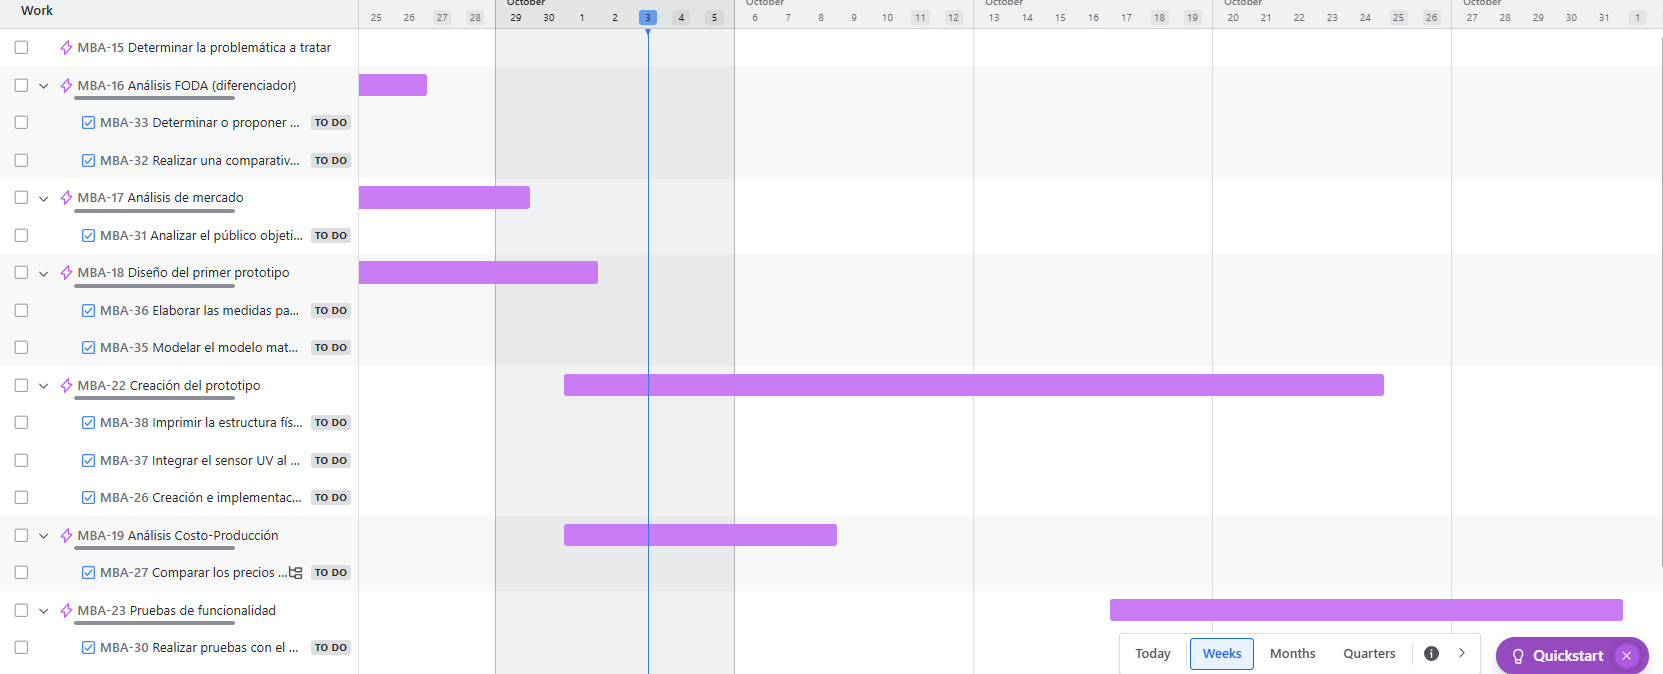 Work
October October October October October
25 26 27 28 29 30 1 2 3 4 5 6 7 8 9 10 11 12 13 14 15 16 17 18 19 20 21 22 23 24 25 26 27 28 29 30 31 1
MBA-15 Determinar la problemática a tratar
MBA-16 Análisis FODA (diferenciador)
MBA-33 Determinar o proponer ... TO DO
MBA-32 Realizar una comparativ... TO DO
MBA-17 Análisis de mercado
MBA-31 Analizar el público objeti... TO DO
MBA-18 Diseño del primer prototipo
MBA-36 Elaborar las medidas pa... TO DO
MBA-35 Modelar el modelo mat... TO DO
MBA-22 Creación del prototipo
MBA-38 Imprimir la estructura fís... TO DO
MBA-37 Integrar el sensor UV al ... TO DO
MBA-26 Creación e implementac... TO DO
MBA-19 Análisis Costo-Producción
MBA-27 Comparar los precios ... TO DO
MBA-23 Pruebas de funcionalidad
MBA-30 Realizar pruebas con el ... TO DO
Today Weeks Months Quarters
Quickstart